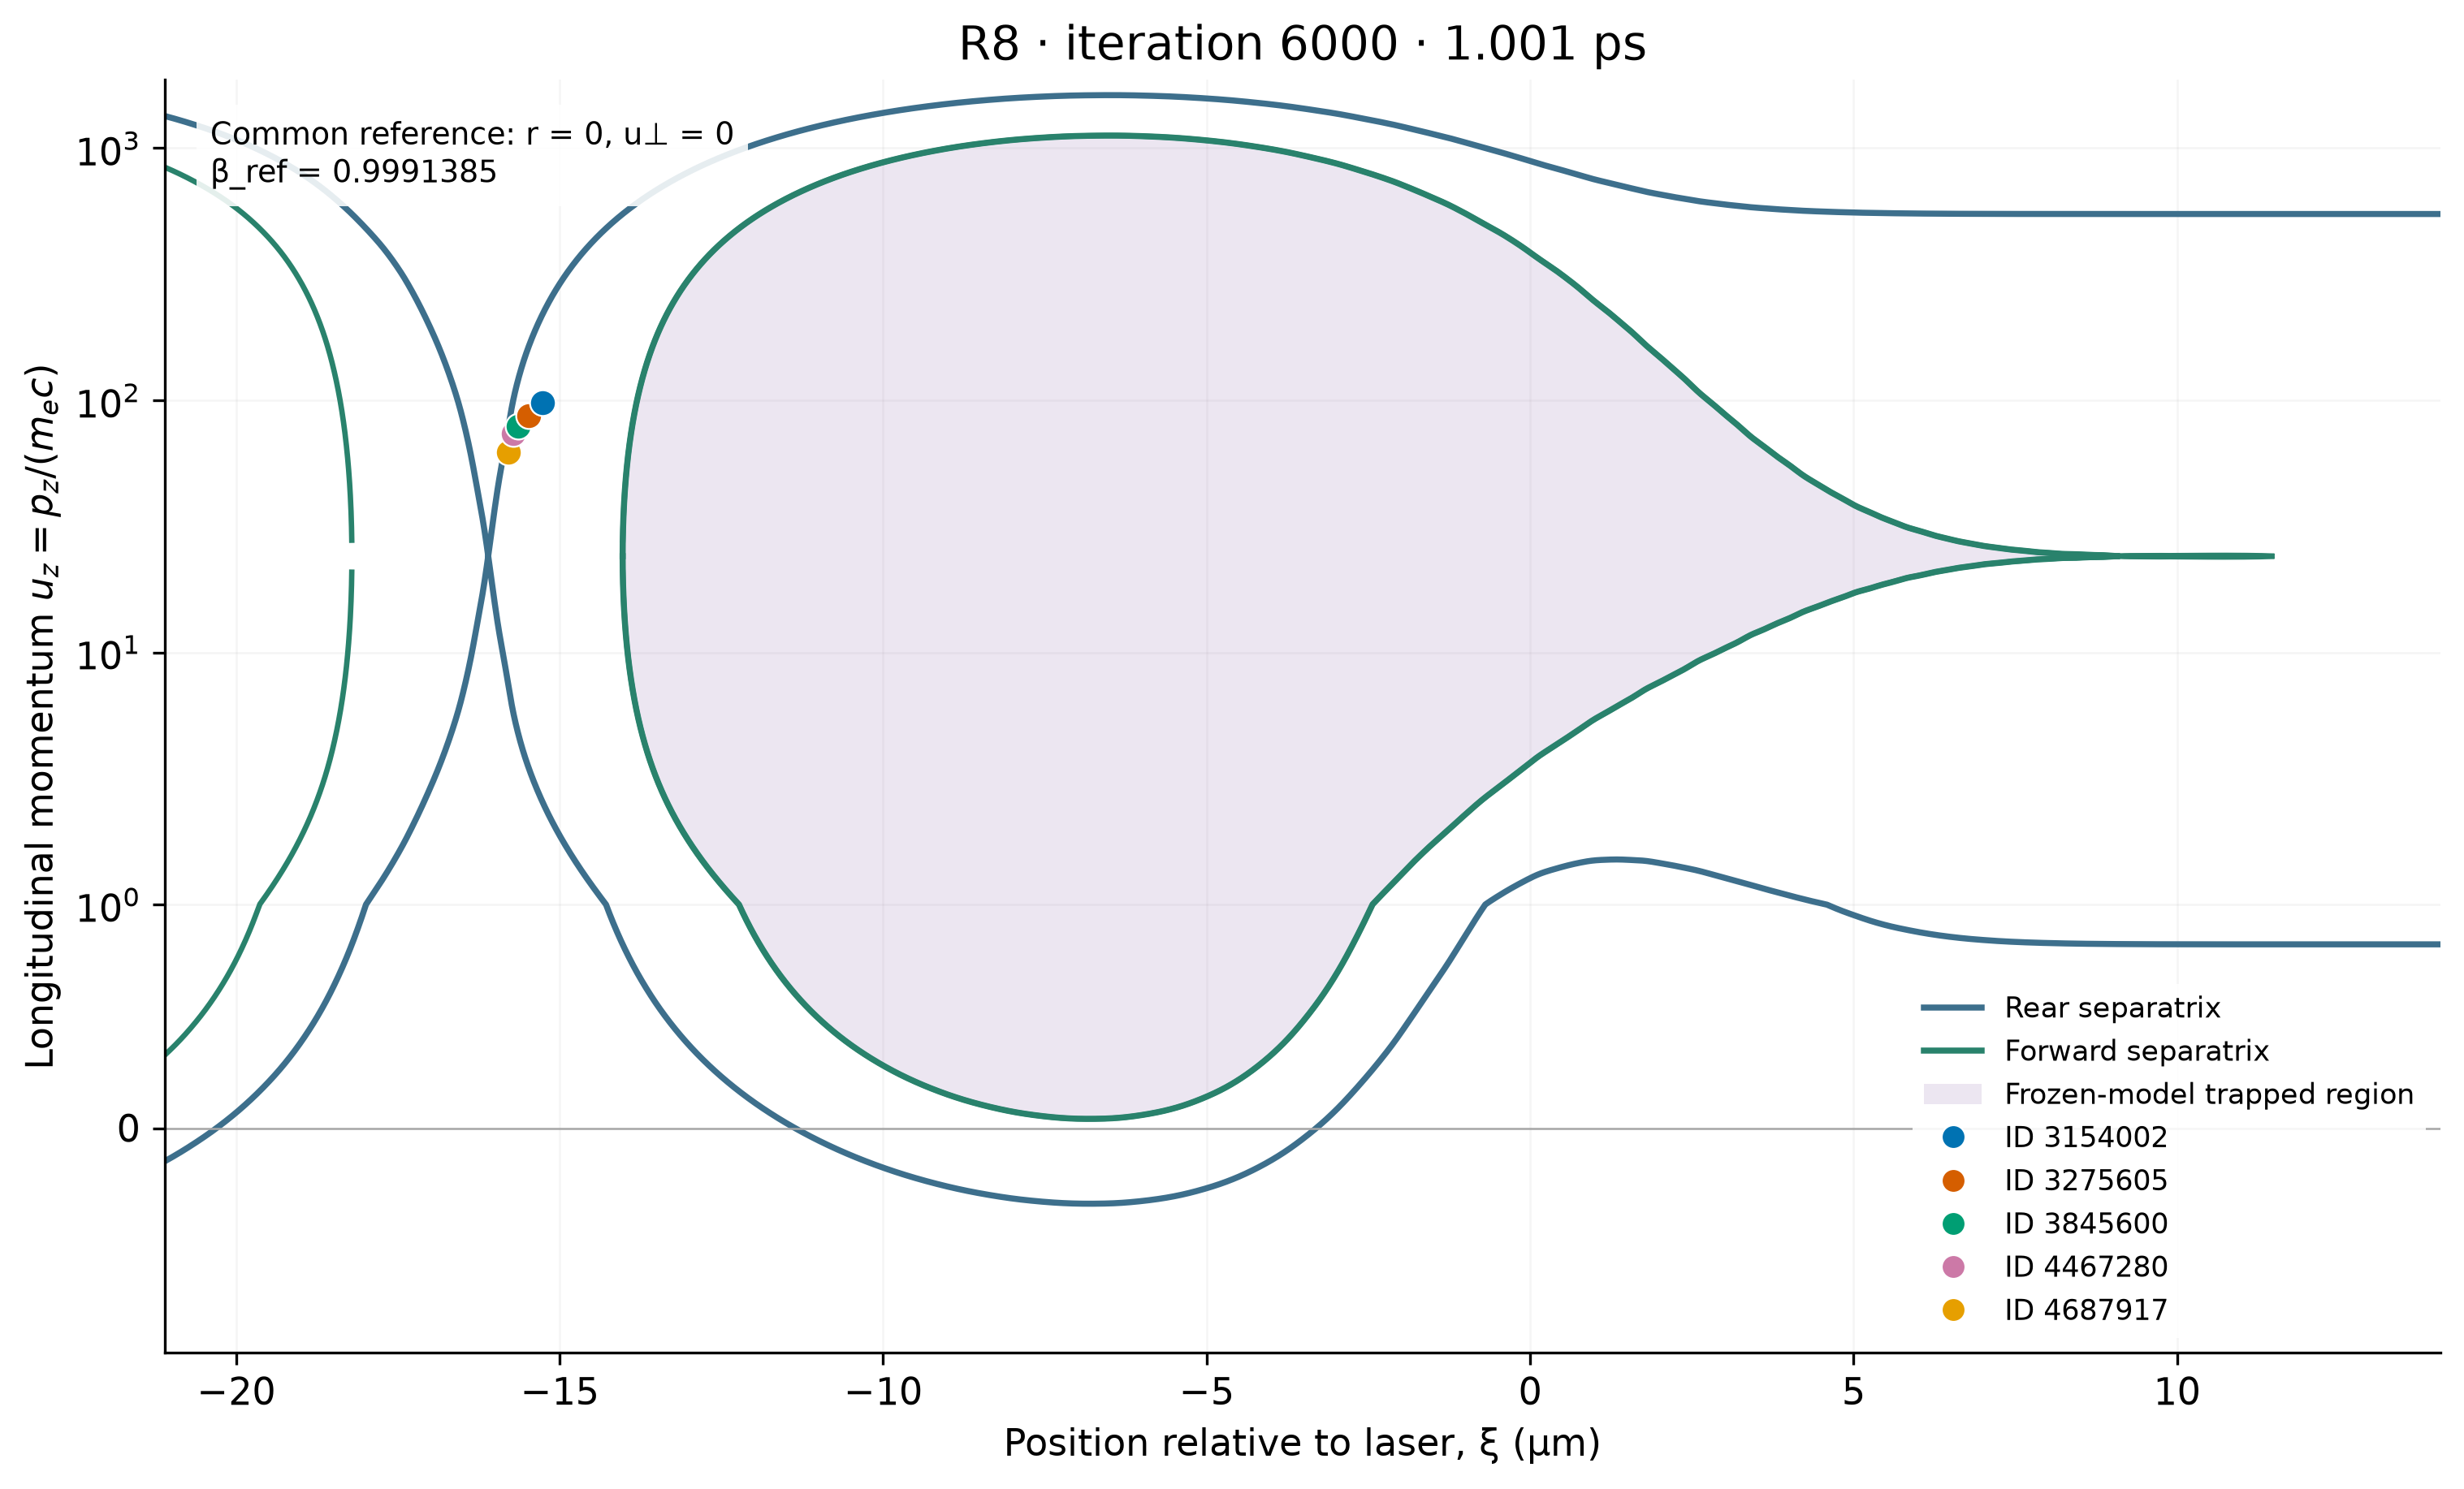 R8 · iteration 6000 · 1.001 ps
Common reference: r = 0, u⊥ = 0
β_ref = 0.9991385
Longitudinal momentum u_z = p_z/(m_e c)
10³
10²
10¹
10⁰
0
Rear separatrix
Forward separatrix
Frozen-model trapped region
ID 3154002
ID 3275605
ID 3845600
ID 4467280
ID 4687917
−20 −15 −10 −5 0 5 10
Position relative to laser, ξ (μm)